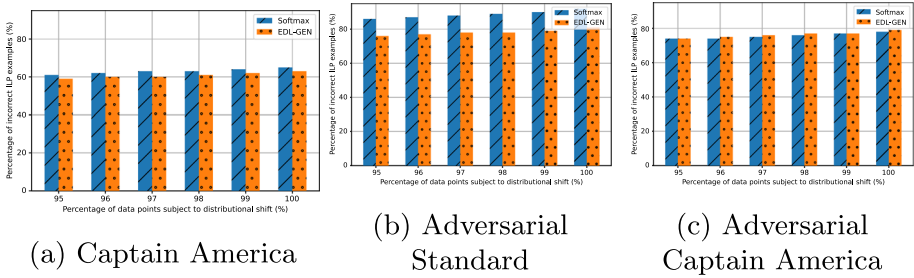 Percentage of incorrect ILP examples (%)
80
60
40
20
0
95 96 97 98 99 100
Percentage of data points subject to distributional shift (%)
Softmax
EDL-GEN
(a) Captain America
Percentage of incorrect ILP examples (%)
80
60
40
20
0
95 96 97 98 99 100
Percentage of data points subject to distributional shift (%)
Softmax
EDL-GEN
(b) Adversarial
Standard
Percentage of incorrect ILP examples (%)
80
60
40
20
0
95 96 97 98 99 100
Percentage of data points subject to distributional shift (%)
Softmax
EDL-GEN
(c) Adversarial
Captain America